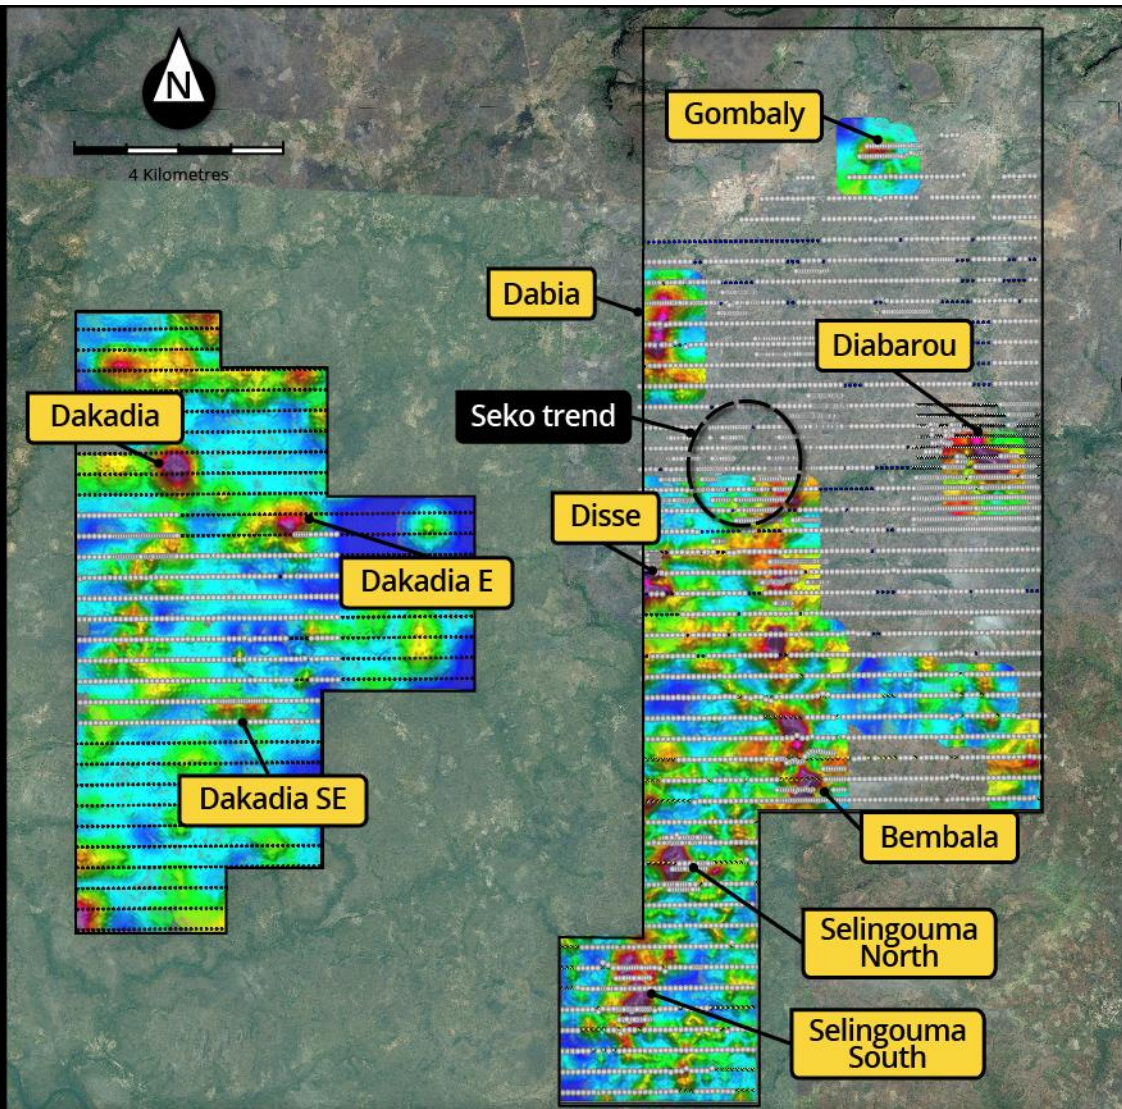 N
4 Kilometres
Gombaly
Dabia
Diabarou
Dakadia
Seko trend
Disse
Dakadia E
Dakadia SE
Bembala
Selingouma
North
Selingouma
South